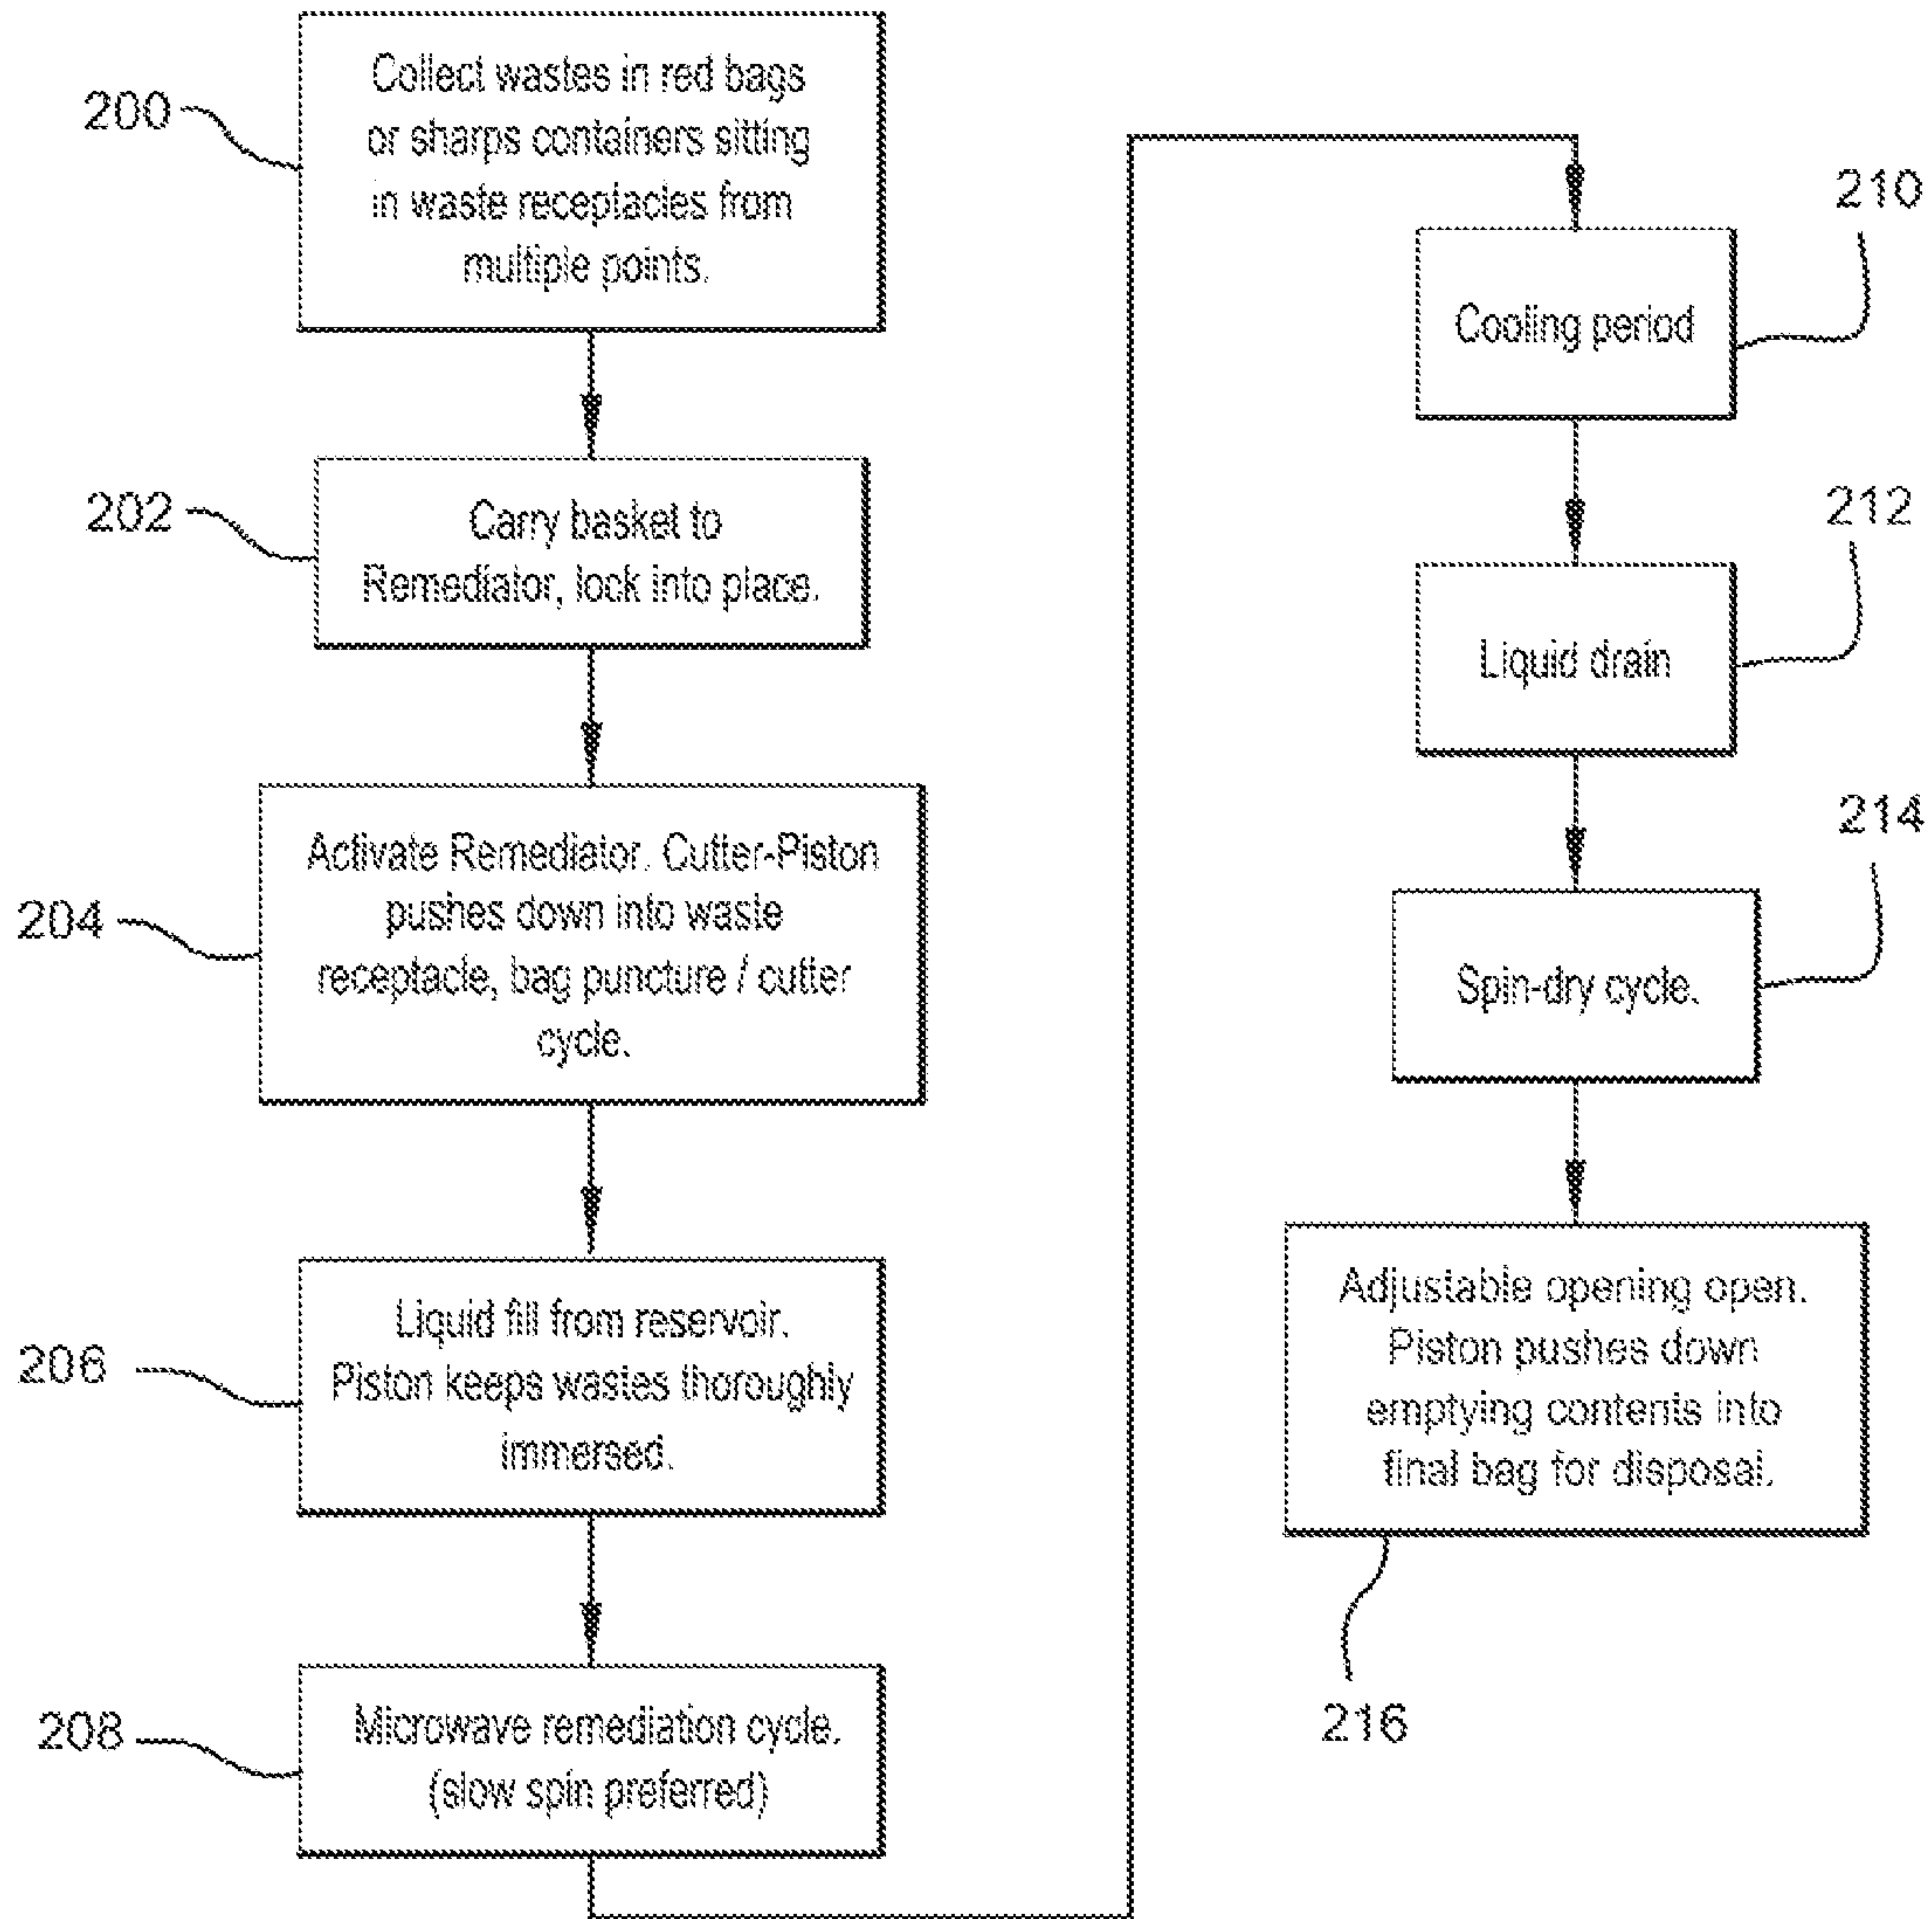 200
Collect wastes in red bags
or sharps containers sitting
in waste receptacles from
multiple points.
202
Carry basket to
Remediator, lock into place.
204
Activate Remediator. Cutter-Piston
pushes down into waste
receptacle, bag puncture / cutter
cycle.
206
Liquid fill from reservoir.
Piston keeps wastes thoroughly
immersed.
208
Microwave remediation cycle.
(slow spin preferred)
210
Cooling period
212
Liquid drain
214
Spin-dry cycle.
Adjustable opening open.
Piston pushes down
emptying contents into
final bag for disposal.
216